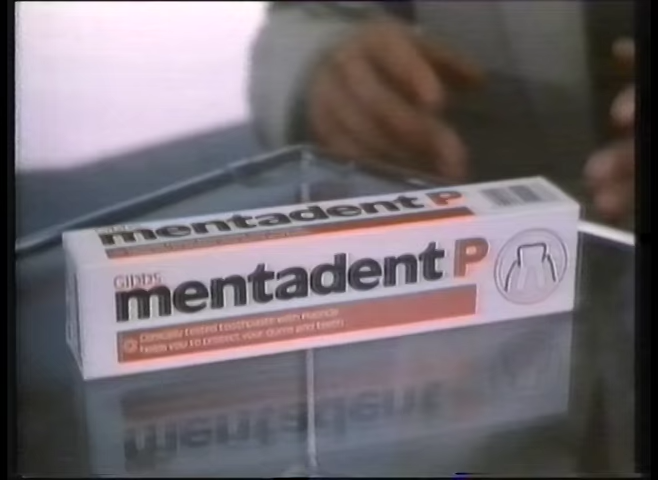 mentadent P
GIBBS
mentadent P
Clinically tested toothpaste with fluoride
helps you to protect your gums and teeth